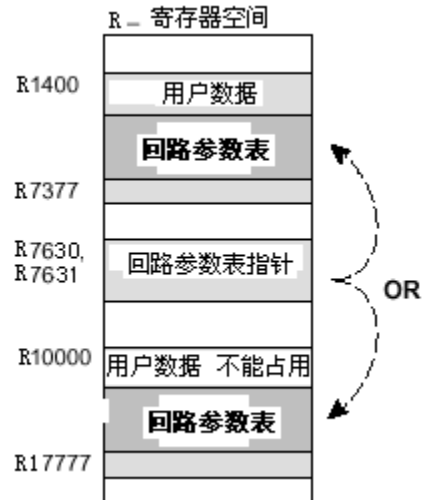 R - 寄存器空间
R1400
用户数据
回路参数表
R7377
R7630,
R7631
回路参数表指针
OR
R10000
用户数据 不能占用
回路参数表
R17777